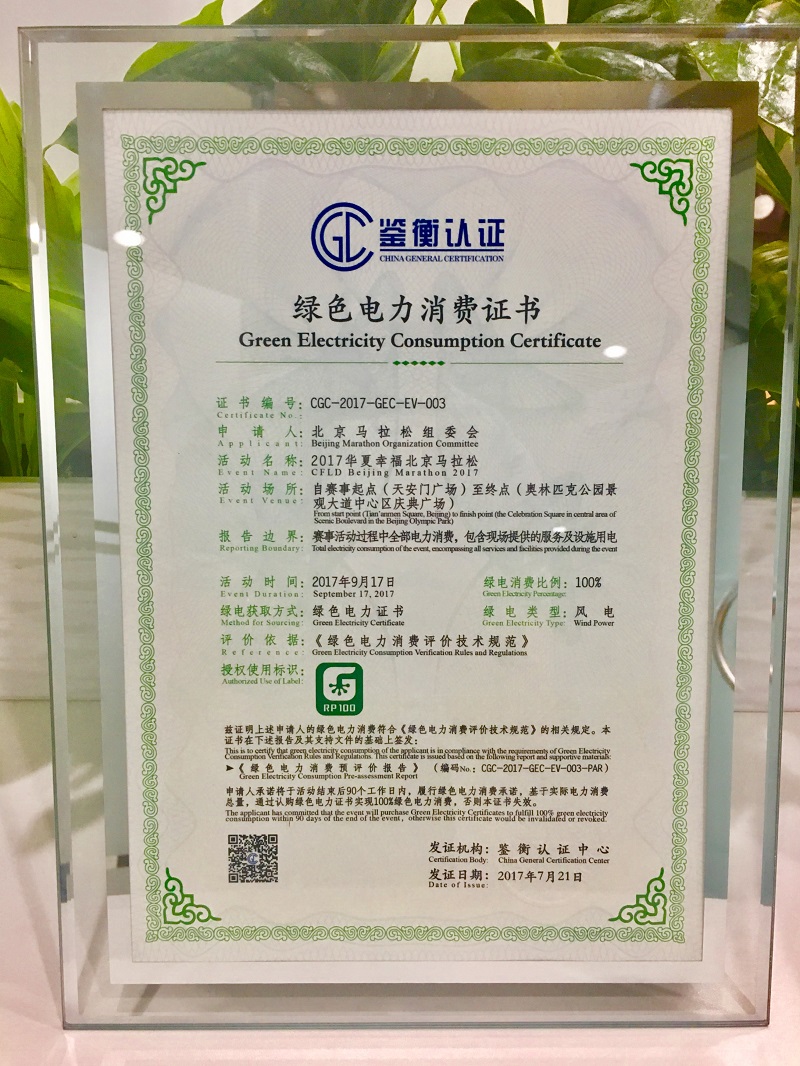 GC 鉴衡认证
CHINA GENERAL CERTIFICATION
绿色电力消费证书
Green Electricity Consumption Certificate
证书编号: CGC-2017-GEC-EV-003
Certificate No.:
申请人: 北京马拉松组委会
Applicant: Beijing Marathon Organization Committee
活动名称: 2017华夏幸福北京马拉松
Event Name: CFLD Beijing Marathon 2017
活动场所: 自赛事起点（天安门广场）至终点（奥林匹克公园景
观大道中心区庆典广场）
Event Venue: From start point (Tian'anmen Square, Beijing) to finish point (the Celebration Square in central area of
Scenic Boulevard in the Beijing Olympic Park)
报告边界: 赛事活动过程中全部电力消费，包含现场提供的服务及设施用电
Reporting Boundary: Total electricity consumption of the event, encompassing all services and facilities provided during the event
活动时间: 2017年9月17日 绿电消费比例: 100%
Event Duration: September 17, 2017 Green Electricity Percentage:
绿电获取方式: 绿色电力证书 绿电类型: 风电
Method for Sourcing: Green Electricity Certificate Green Electricity Type: Wind Power
评价依据: 《绿色电力消费评价技术规范》
Reference: Green Electricity Consumption Verification Rules and Regulations
授权使用标识:
Authorized Use of Label:
RP100
兹证明上述申请人的绿色电力消费符合《绿色电力消费评价技术规范》的相关规定。本
证书在下述报告及其支持文件的基础上签发:
This is to certify that green electricity consumption of the applicant is in compliance with the requirements of Green Electricity
Consumption Verification Rules and Regulations. This certificate is issued based on the following report and supportive materials:
➤《绿色电力消费预评价报告》 （编码No.: CGC-2017-GEC-EV-003-PAR）
Green Electricity Consumption Pre-assessment Report
申请人承诺将于活动结束后90个工作日内，履行绿色电力消费承诺，基于实际电力消费
总量，通过认购绿色电力证书实现100%绿色电力消费，否则本证书失效。
The applicant has committed that the event will purchase Green Electricity Certificates to fulfill 100% green electricity
consumption within 90 days of the end of the event, otherwise this certificate would be invalidated or revoked.
发证机构: 鉴衡认证中心
Certification Body: China General Certification Center
发证日期: 2017年7月21日
Date of Issue: